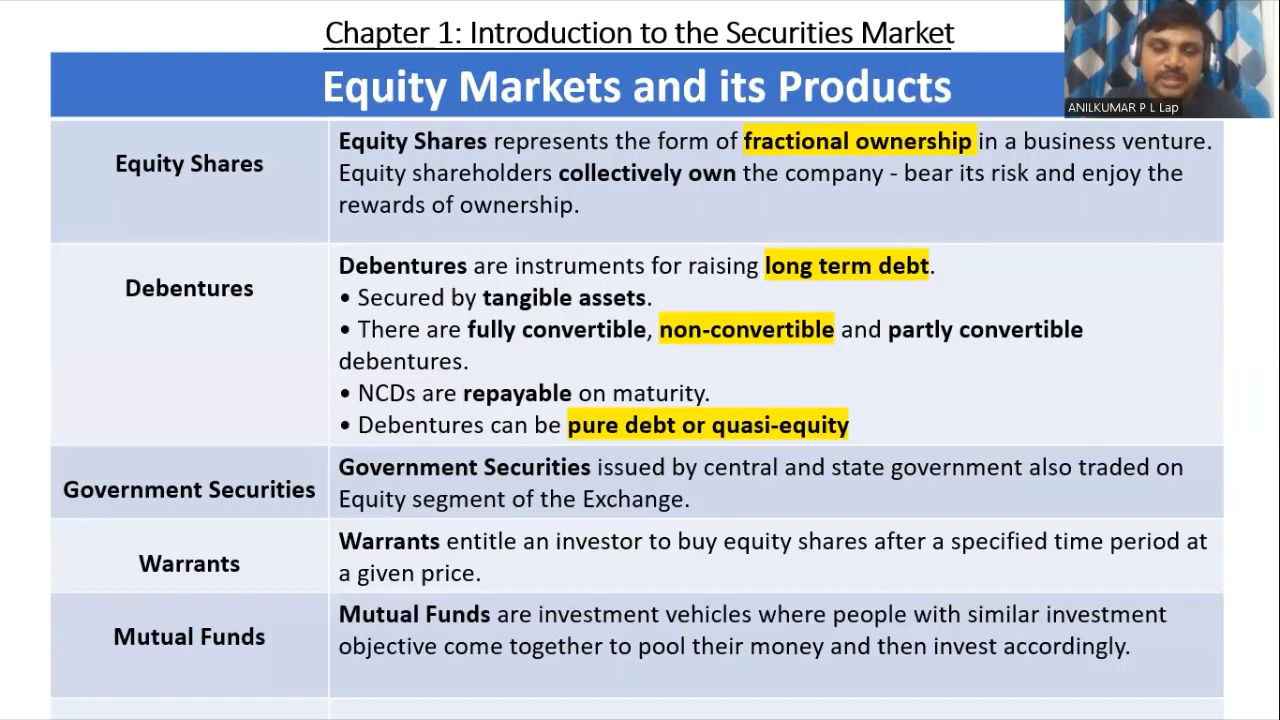 Chapter 1: Introduction to the Securities Market
Equity Markets and its Products
ANILKUMAR P L Lap
Equity Shares
Equity Shares represents the form of fractional ownership in a business venture.
Equity shareholders collectively own the company - bear its risk and enjoy the
rewards of ownership.
Debentures
Debentures are instruments for raising long term debt.
• Secured by tangible assets.
• There are fully convertible, non-convertible and partly convertible
debentures.
• NCDs are repayable on maturity.
• Debentures can be pure debt or quasi-equity
Government Securities
Government Securities issued by central and state government also traded on
Equity segment of the Exchange.
Warrants
Warrants entitle an investor to buy equity shares after a specified time period at
a given price.
Mutual Funds
Mutual Funds are investment vehicles where people with similar investment
objective come together to pool their money and then invest accordingly.